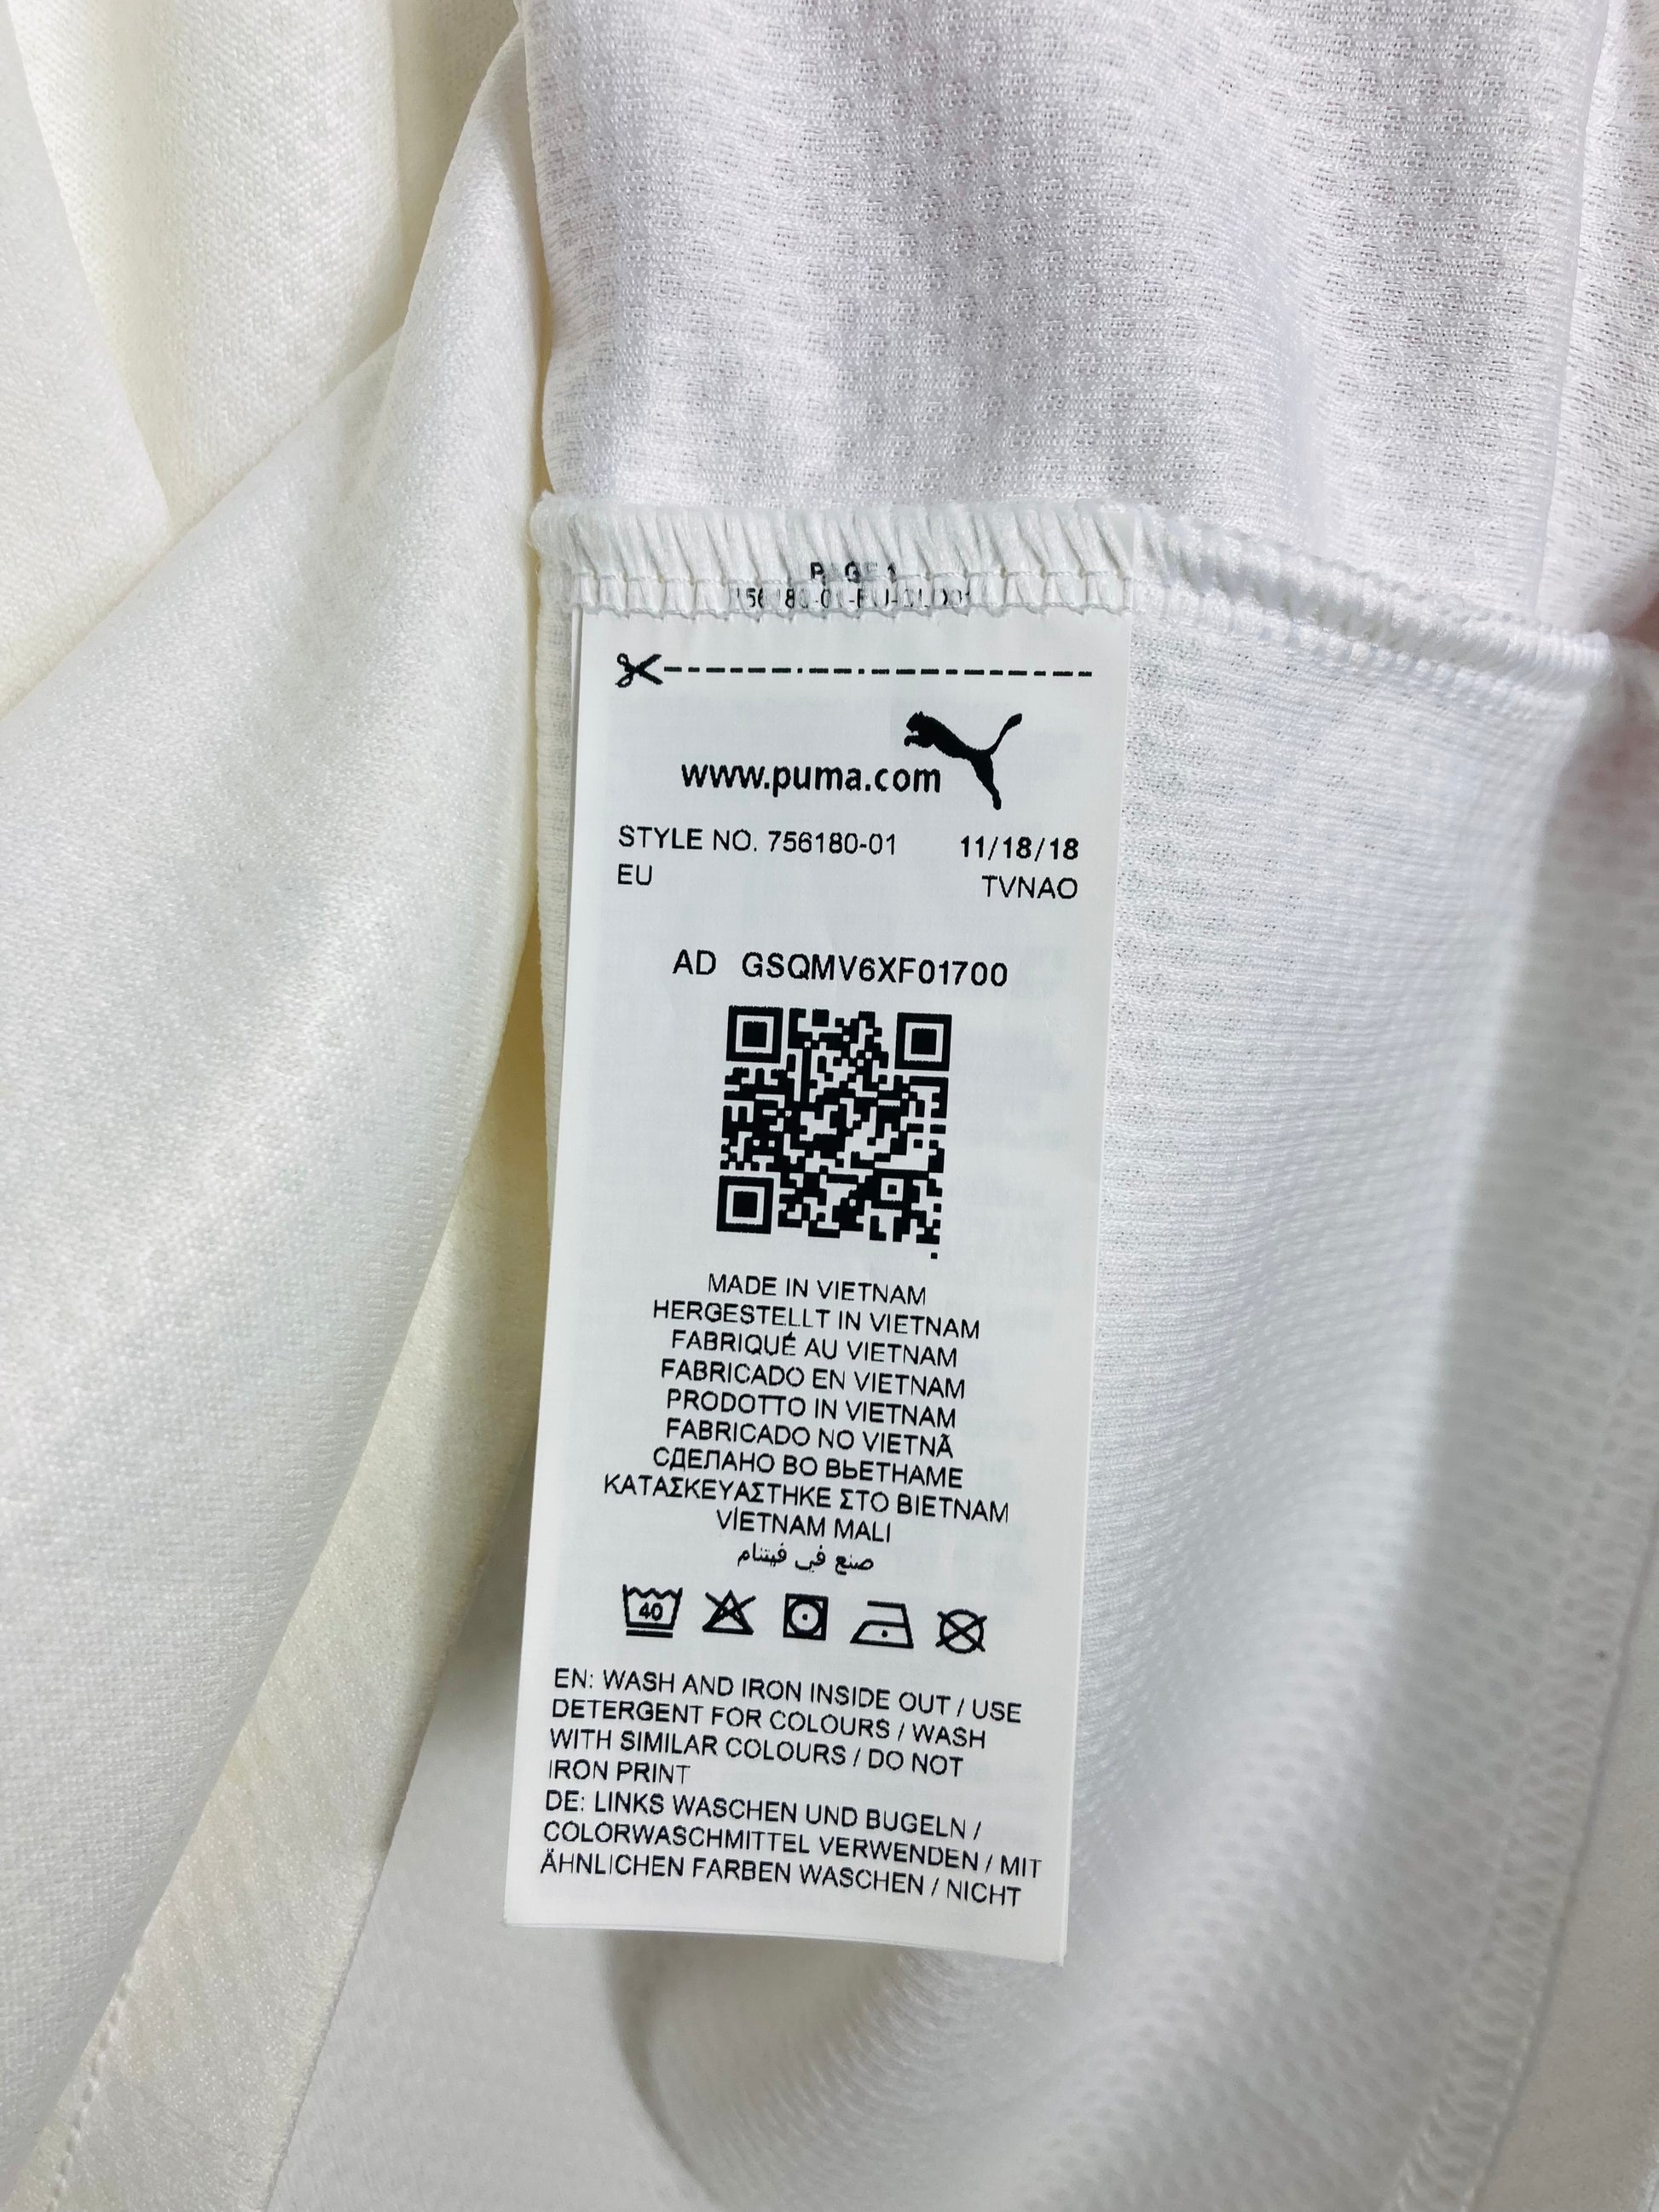 PAGE 1
www.puma.com
STYLE NO. 756180-01 11/18/18
EU TVNAO
AD GSQMV6XF01700
MADE IN VIETNAM
HERGESTELLT IN VIETNAM
FABRIQUÉ AU VIETNAM
FABRICADO EN VIETNAM
PRODOTTO IN VIETNAM
FABRICADO NO VIETNÃ
СДЕЛАНО ВО ВЬЕТНАМЕ
ΚΑΤΑΣΚΕΥΑΣΤΗΚΕ ΣΤΟ ΒΙΕΤΝΑΜ
VİETNAM MALI
صنع في فيتنام
40
EN: WASH AND IRON INSIDE OUT / USE
DETERGENT FOR COLOURS / WASH
WITH SIMILAR COLOURS / DO NOT
IRON PRINT
DE: LINKS WASCHEN UND BUGELN /
COLORWASCHMITTEL VERWENDEN / MIT
ÄHNLICHEN FARBEN WASCHEN / NICHT